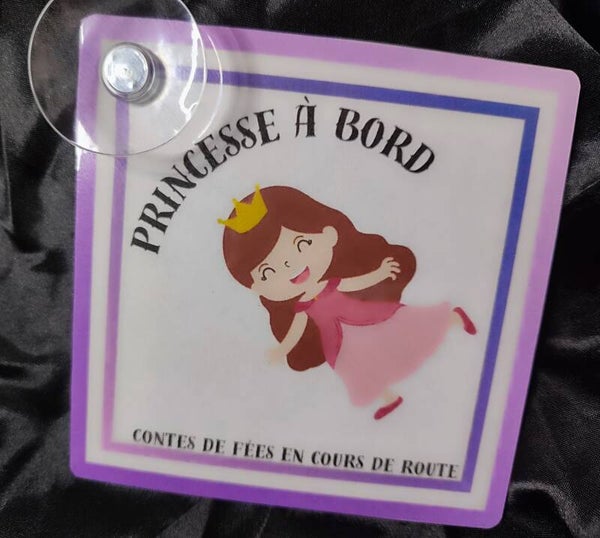 PRINCESSE À BORD
CONTES DE FÉES EN COURS DE ROUTE